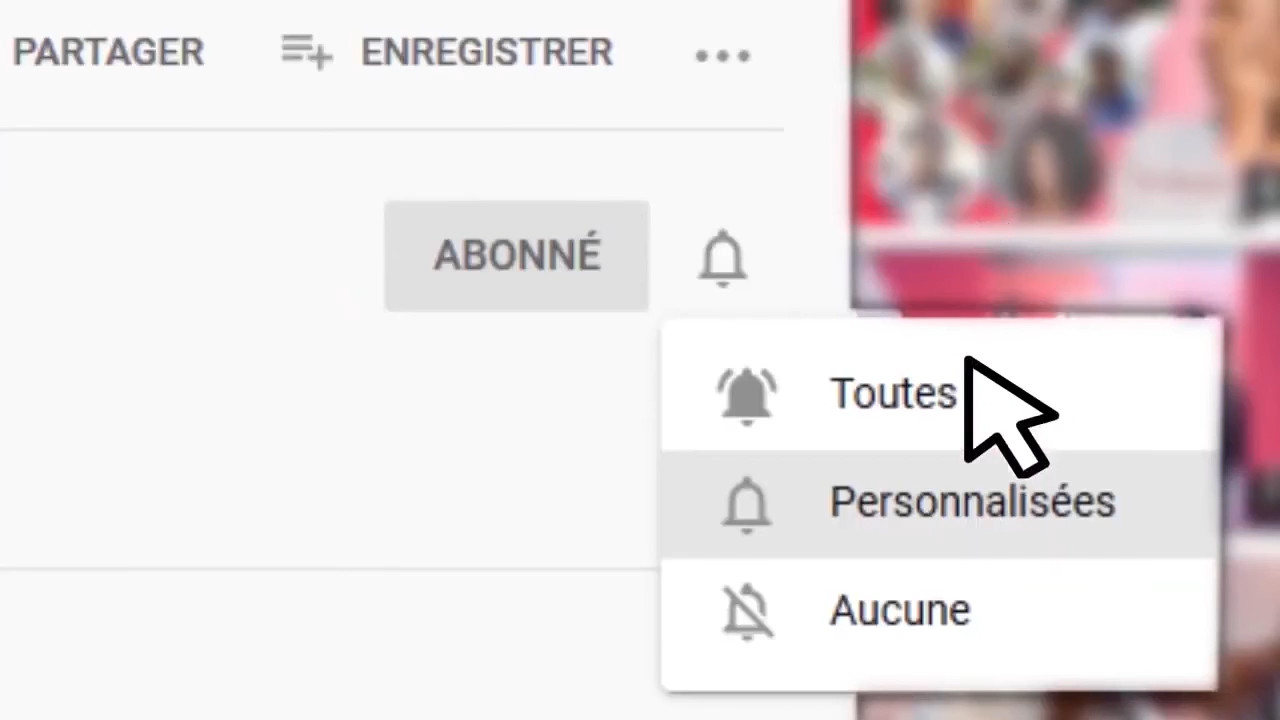 PARTAGER ENREGISTRER
ABONNÉ
Toutes
Personnalisées
Aucune